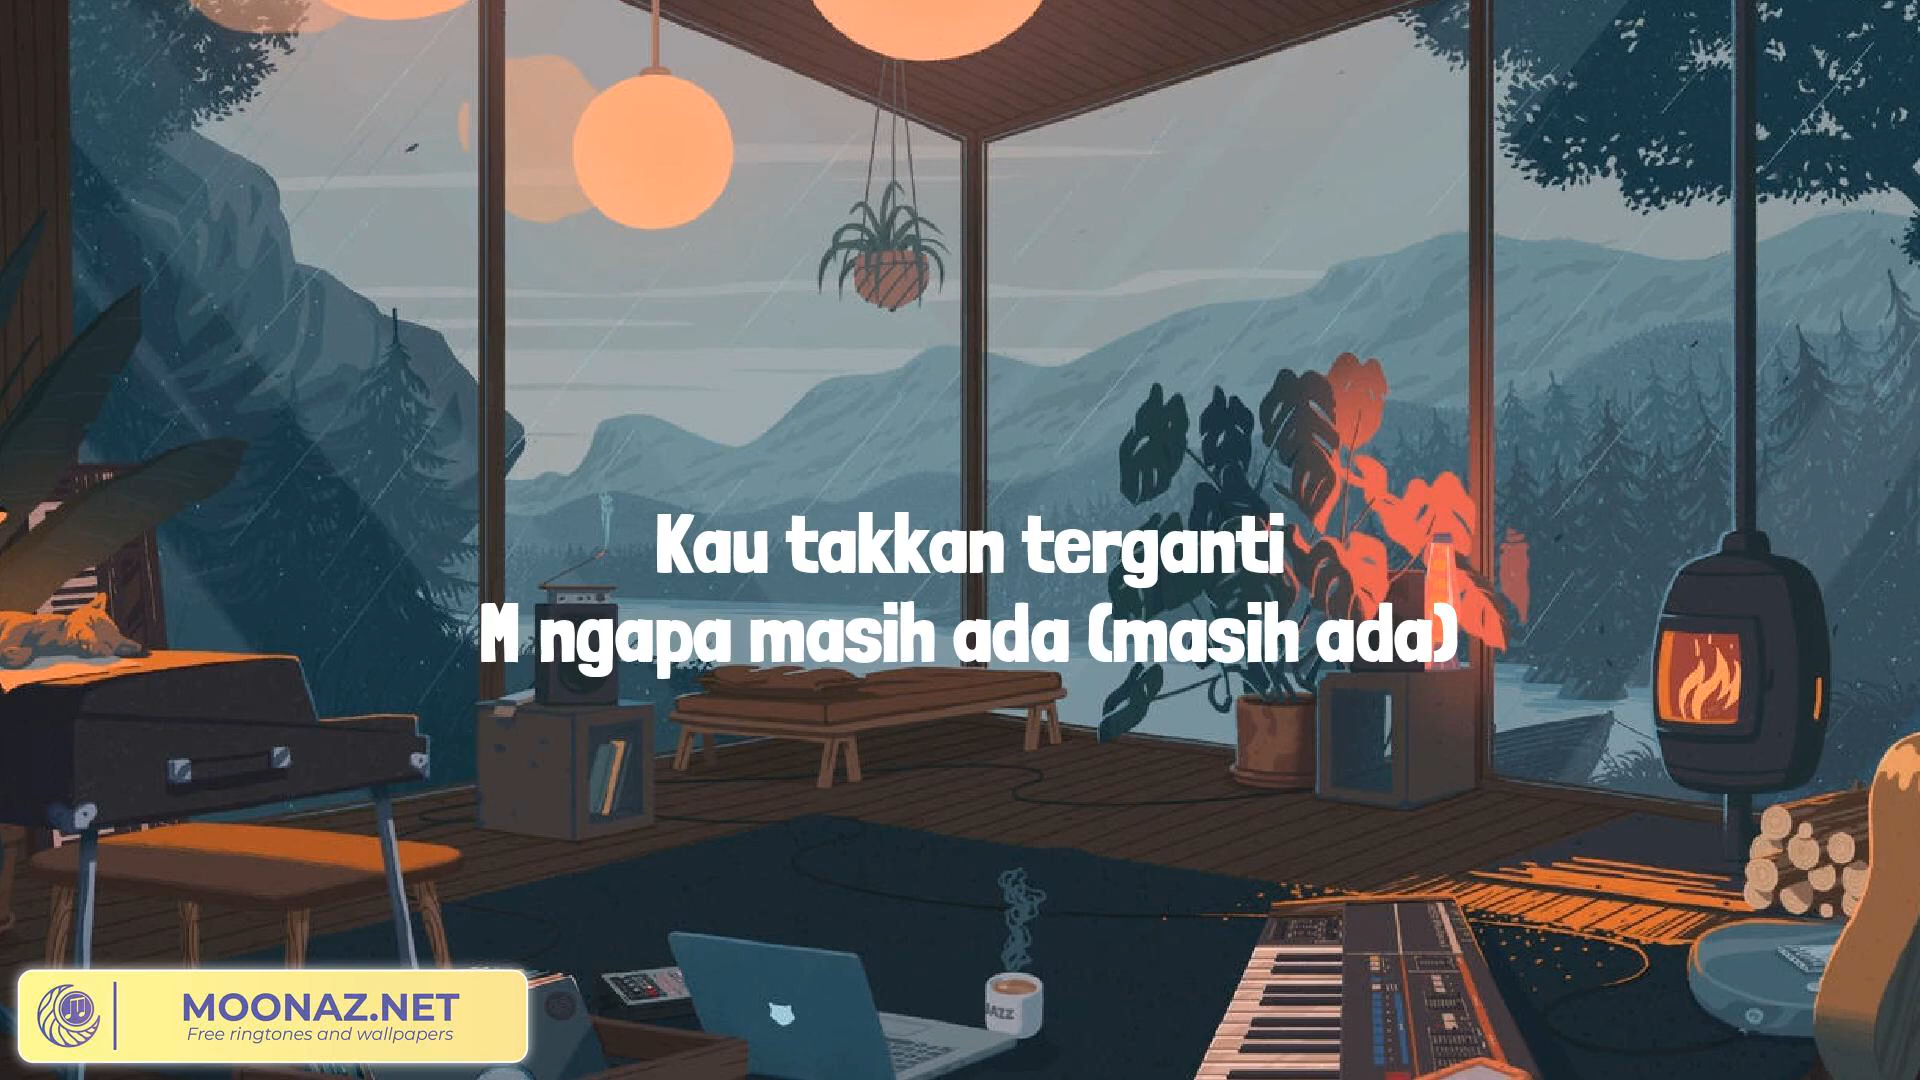 Kau takkan terganti
M ngapa masih ada (masih ada)
MOONAZ.NET
Free ringtones and wallpapers